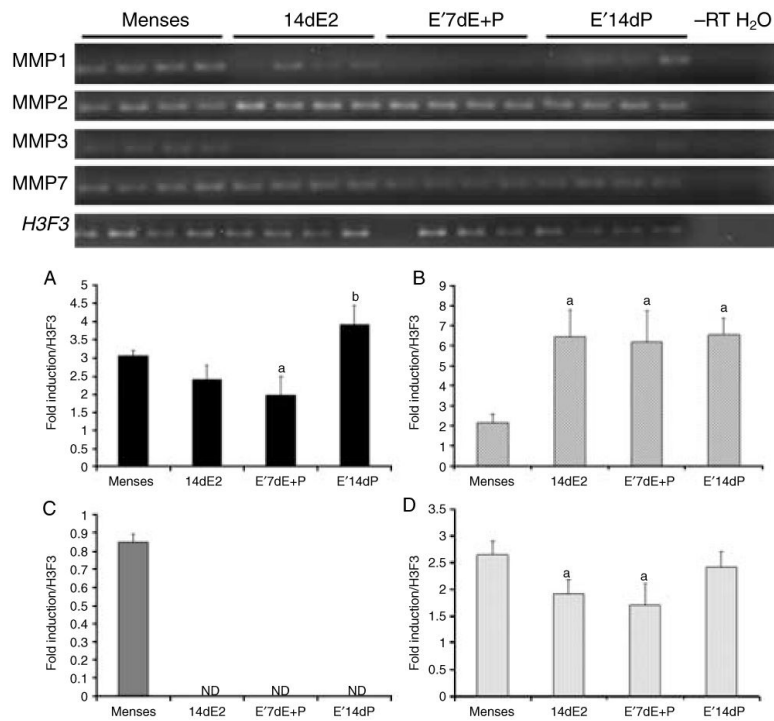 Menses 14dE2 E′7dE+P E′14dP –RT H₂O
MMP1
MMP2
MMP3
MMP7
H3F3
A
Fold induction/H3F3
5
4.5
4
3.5
3
2.5
2
1.5
1
0.5
0
a
b
Menses 14dE2 E′7dE+P E′14dP
B
Fold induction/H3F3
9
8
7
6
5
4
3
2
1
0
a a a
Menses 14dE2 E′7dE+P E′14dP
C
Fold induction/H3F3
1
0.9
0.8
0.7
0.6
0.5
0.4
0.3
0.2
0.1
0
ND ND ND
Menses 14dE2 E′7dE+P E′14dP
D
Fold induction/H3F3
3.5
3
2.5
2
1.5
1
0.5
0
a a
Menses 14dE2 E′7dE+P E′14dP